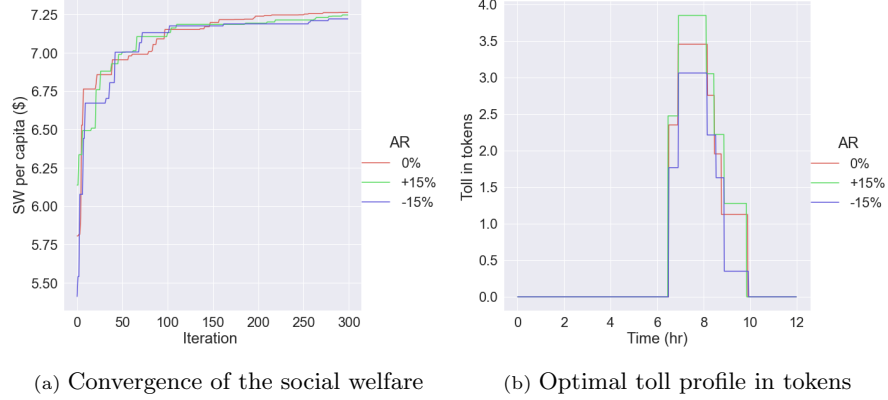 7.25
7.00
6.75
6.50
6.25
6.00
5.75
5.50
SW per capita ($)
0 50 100 150 200 250 300
Iteration
AR
0%
+15%
-15%
(a) Convergence of the social welfare
4.0
3.5
3.0
2.5
2.0
1.5
1.0
0.5
0.0
Toll in tokens
0 2 4 6 8 10 12
Time (hr)
AR
0%
+15%
-15%
(b) Optimal toll profile in tokens